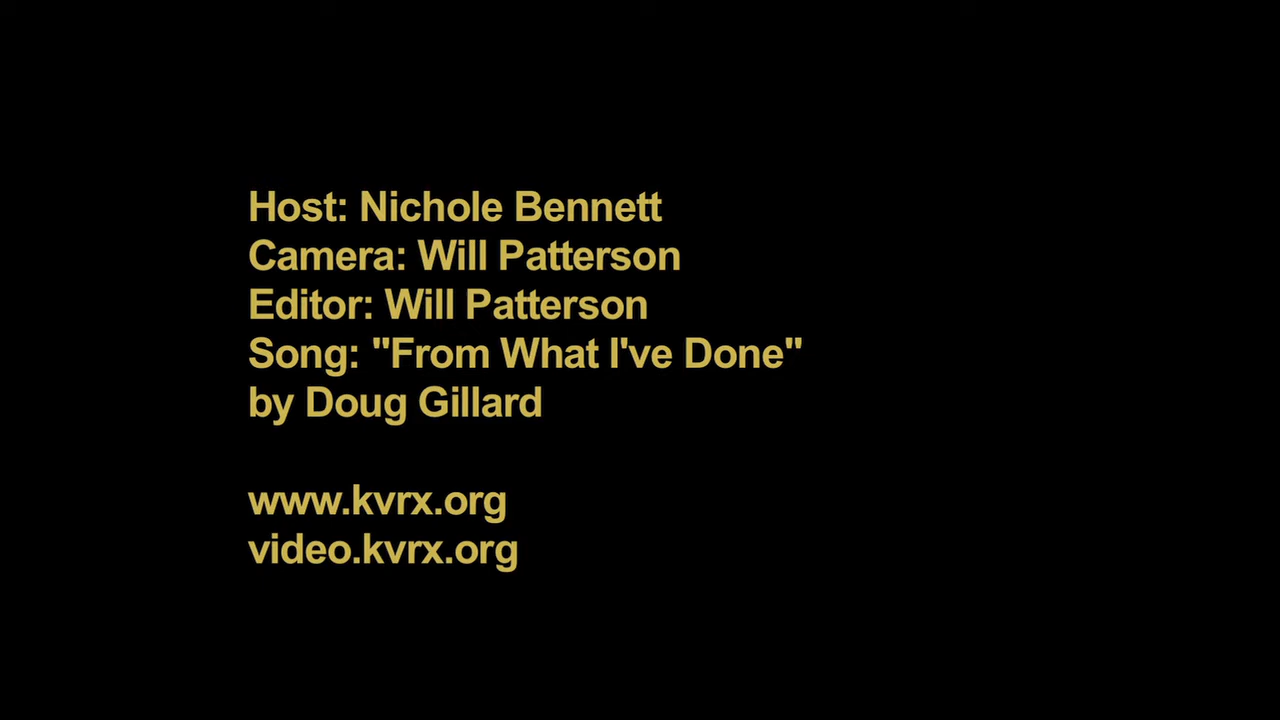 Host: Nichole Bennett
Camera: Will Patterson
Editor: Will Patterson
Song: "From What I've Done"
by Doug Gillard
www.kvrx.org
video.kvrx.org